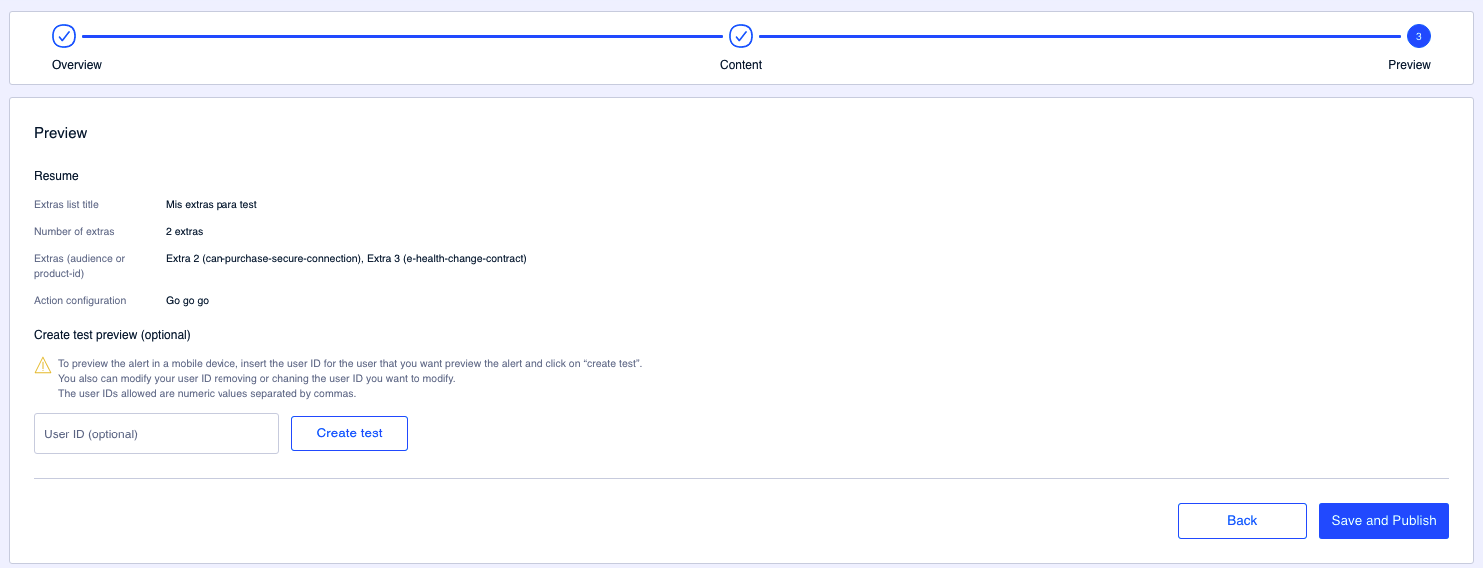 3
Overview
Content
Preview
Preview
Resume
Extras list title
Mis extras para test
Number of extras
2 extras
Extras (audience or
product-id)
Extra 2 (can-purchase-secure-connection), Extra 3 (e-health-change-contract)
Action configuration
Go go go
Create test preview (optional)
To preview the alert in a mobile device, insert the user ID for the user that you want preview the alert and click on “create test”.
You also can modify your user ID removing or chaning the user ID you want to modify.
The user IDs allowed are numeric values separated by commas.
User ID (optional)
Create test
Back
Save and Publish